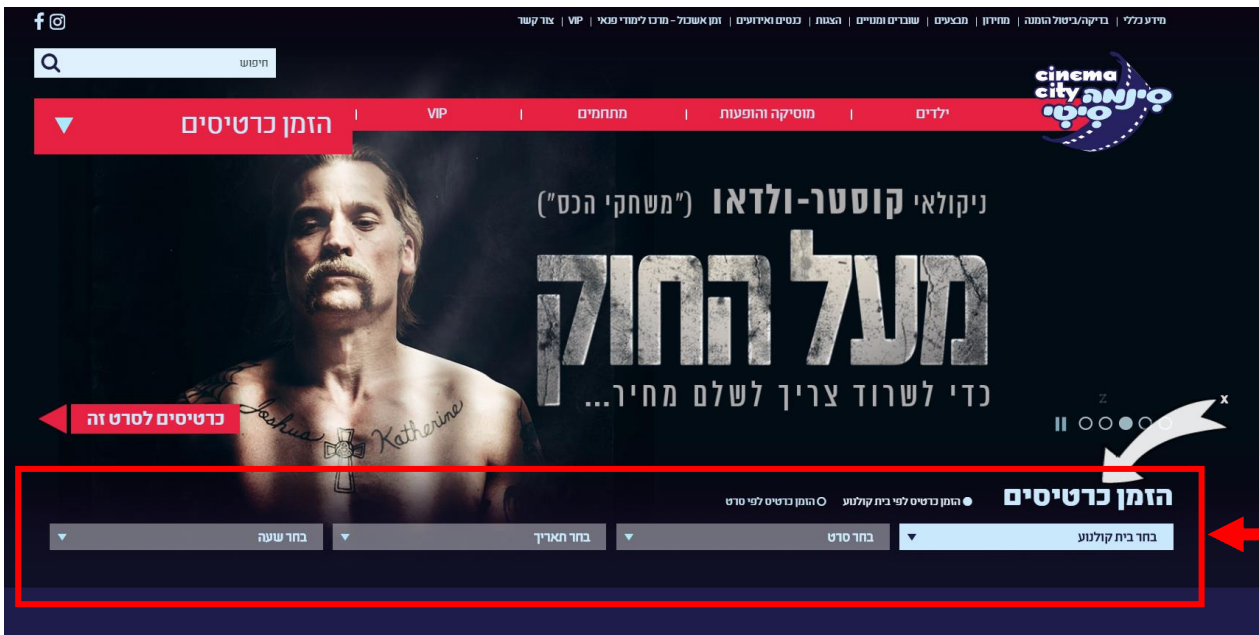 מידע כללי | בדיקה/ביטול הזמנה | מחירון | מבצעים | שוברים ומנויים | הצגות | כנסים ואירועים | זמן אשכול - מרכז לימודי פנאי | VIP | צור קשר
חיפוש
cinema
city סינמה
סיטי
ילדים | מוסיקה והופעות | מתחמים | VIP |
הזמן כרטיסים
ניקולאי קוסטר-ולדאו ("משחקי הכס")
מעל החוק
כדי לשרוד צריך לשלם מחיר...
Joshua Katherine
כרטיסים לסרט זה
z x
הזמן כרטיסים
הזמן כרטיס לפי בית קולנוע הזמן כרטיס לפי סרט
בחר בית קולנוע בחר סרט בחר תאריך בחר שעה